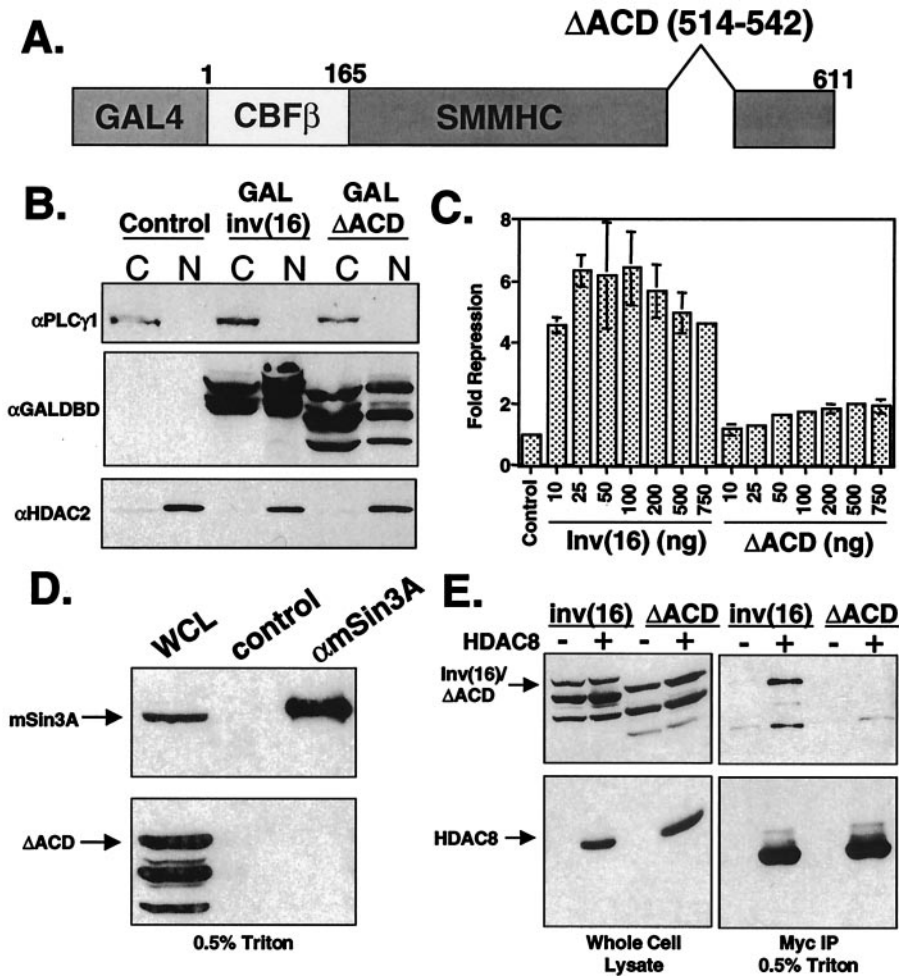 A.
ΔACD (514-542)
1 165 611
GAL4 CBFβ SMMHC
B.
Control GAL inv(16) GAL ΔACD
C N C N C N
αPLCγ1
αGALDBD
αHDAC2
C.
Fold Repression
8
6
4
2
0
Control 10 25 50 100 200 500 750 10 25 50 100 200 500 750
Inv(16) (ng) ΔACD (ng)
D.
WCL control αmSin3A
mSin3A
ΔACD
0.5% Triton
E.
inv(16) ΔACD inv(16) ΔACD
HDAC8 - + - + - + - +
Inv(16)/
ΔACD
HDAC8
Whole Cell Myc IP
Lysate 0.5% Triton